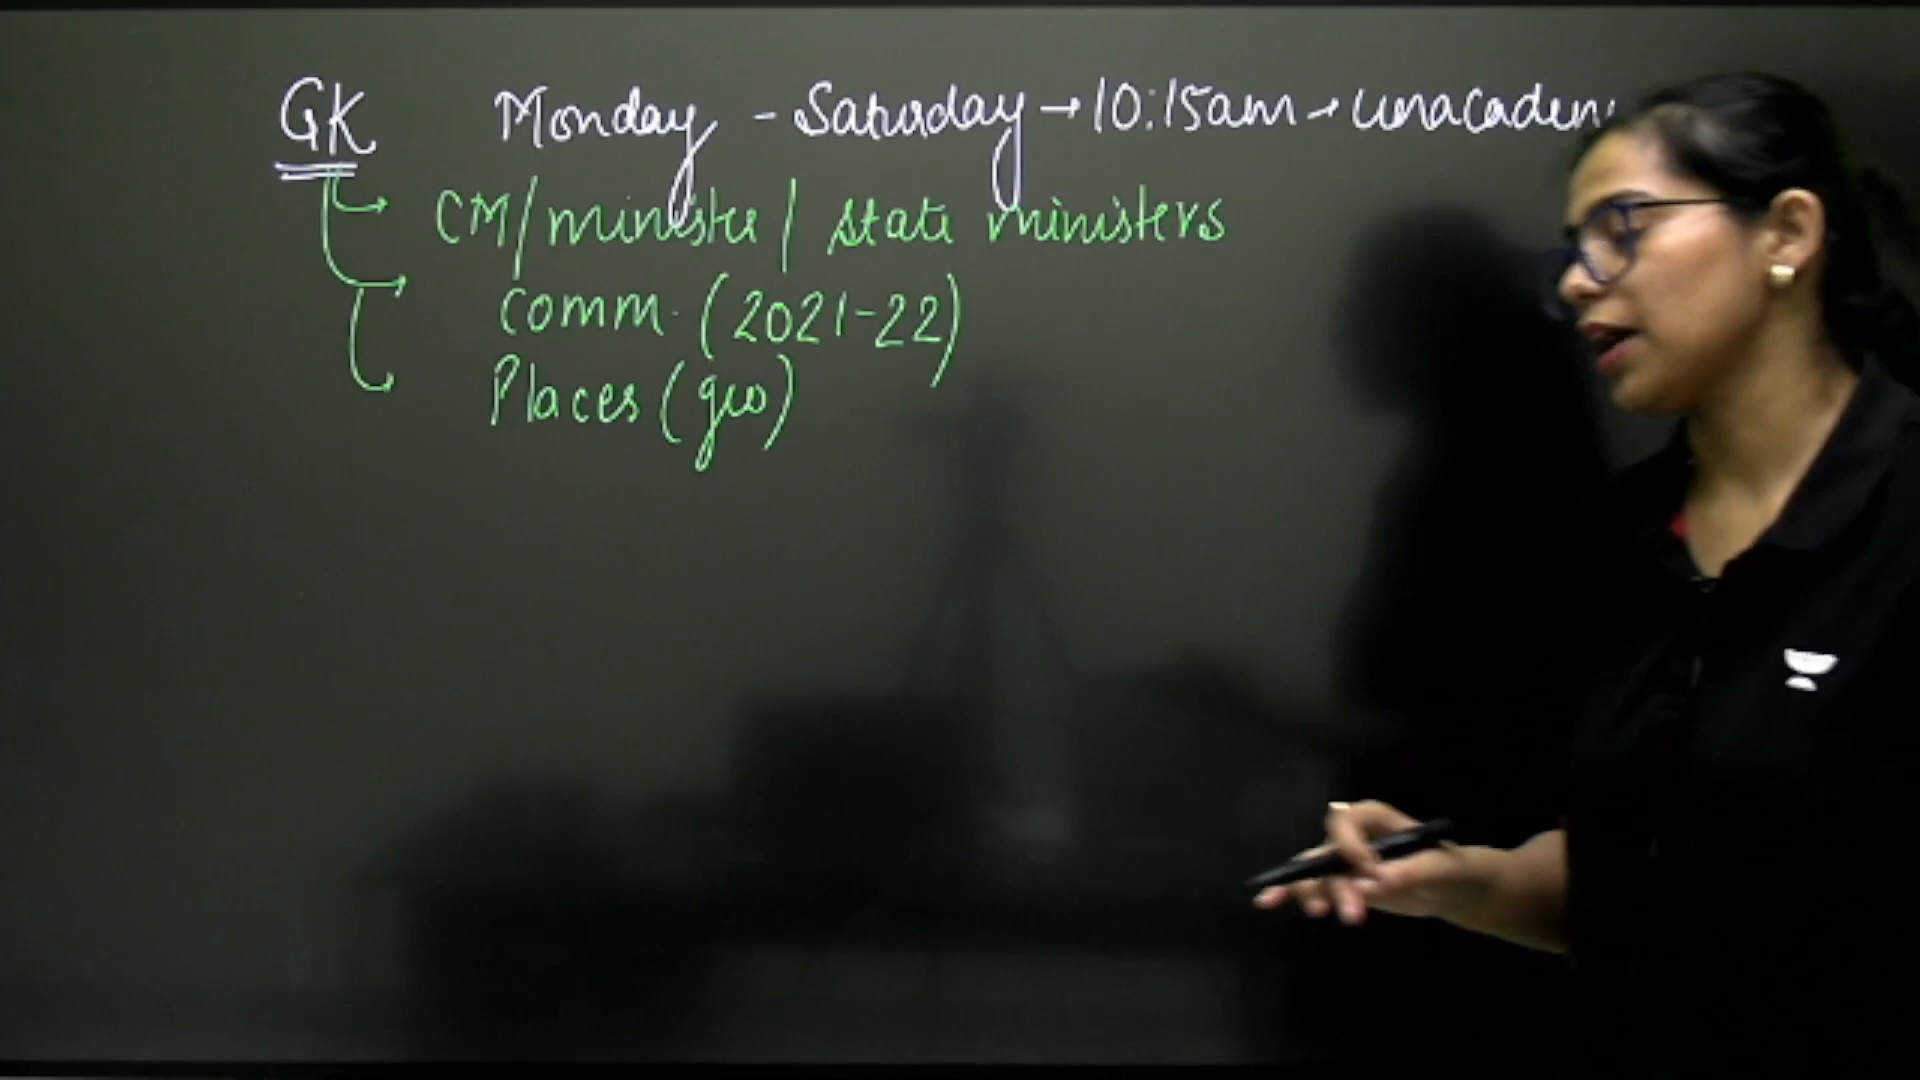 GK Monday - Saturday → 10:15am → unacadem
CM/minister/ state ministers
Comm. (2021-22)
Places (geo)